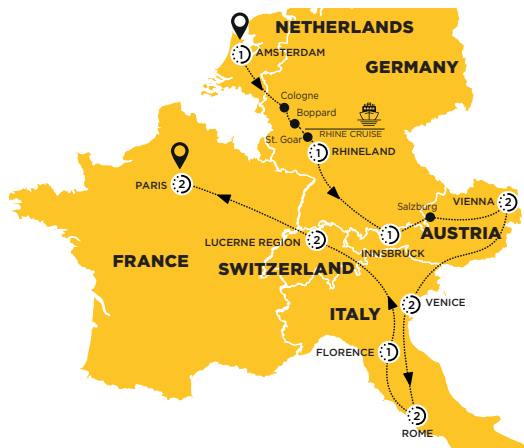 NETHERLANDS
1
AMSTERDAM
GERMANY
Cologne
Boppard
RHINE CRUISE
St. Goar
1
RHINELAND
PARIS
2
Salzburg
VIENNA
2
AUSTRIA
LUCERNE REGION
2
1
INNSBRUCK
FRANCE
SWITZERLAND
2
VENICE
ITALY
FLORENCE
1
2
ROME